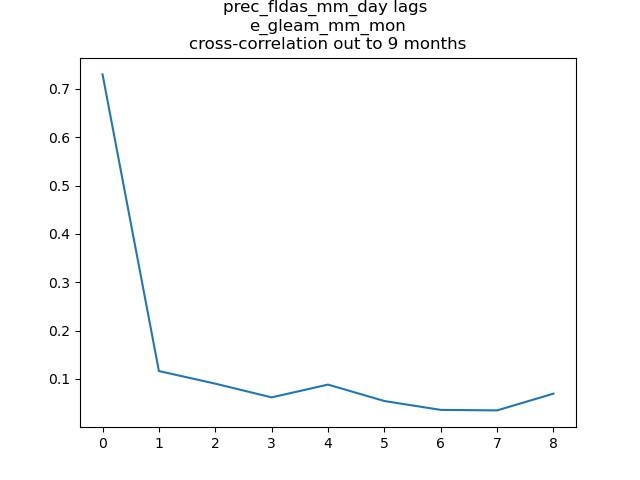 prec_fldas_mm_day lags
e_gleam_mm_mon
cross-correlation out to 9 months
0.7
0.6
0.5
0.4
0.3
0.2
0.1
0 1 2 3 4 5 6 7 8